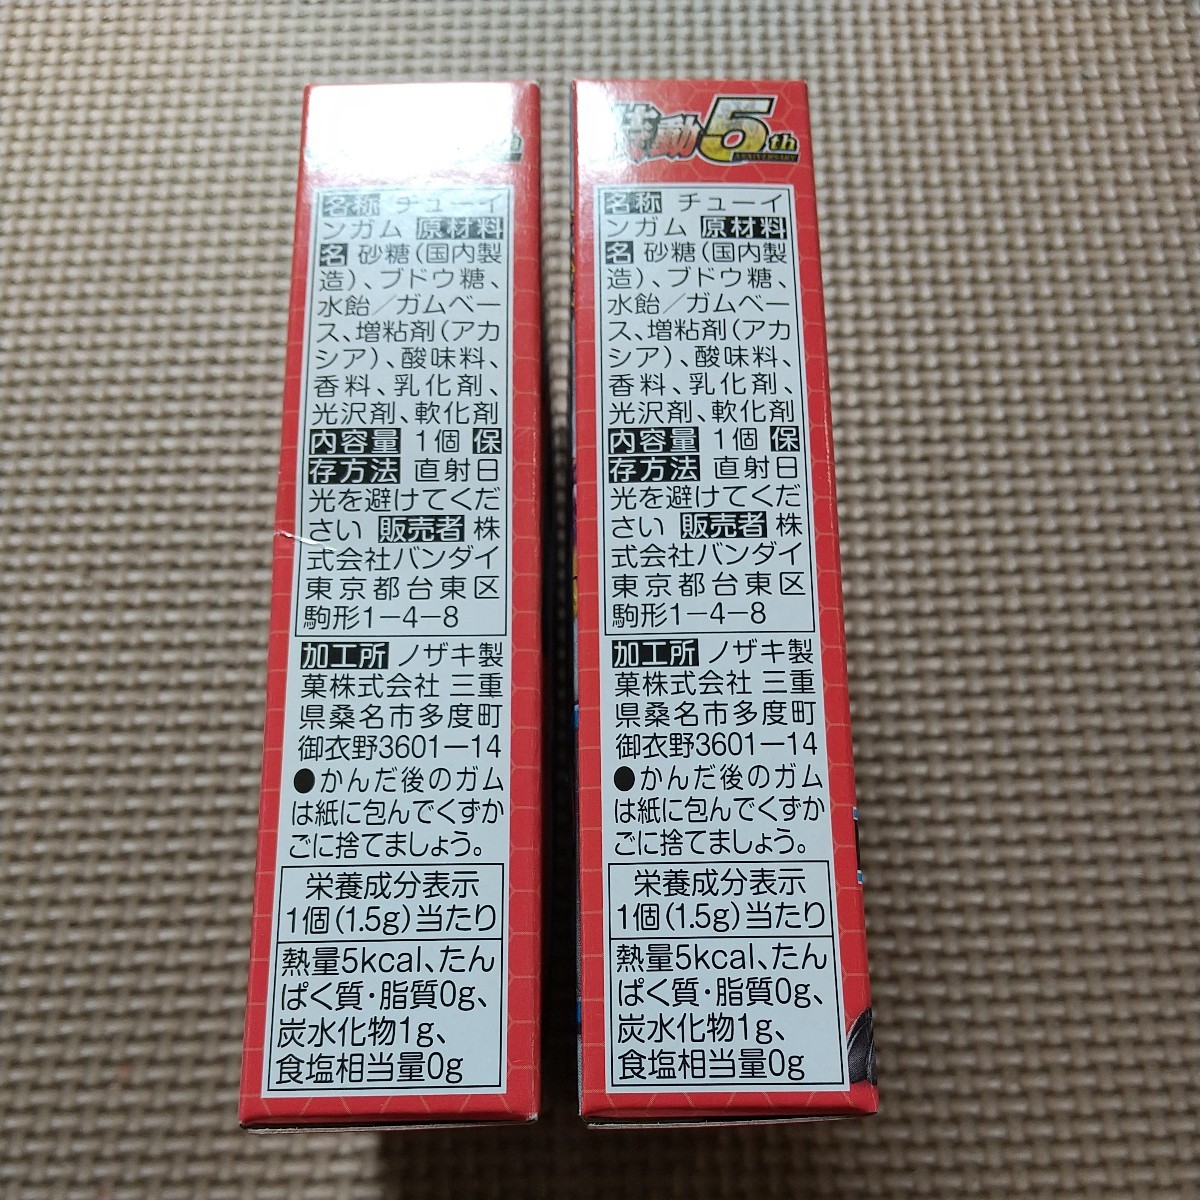 th
名称 チューイ
ンガム 原材料
名 砂糖(国内製
造)、ブドウ糖、
水飴/ガムベー
ス、増粘剤(アカ
シア)、酸味料、
香料、乳化剤、
光沢剤、軟化剤
内容量 1個 保
存方法 直射日
光を避けてくだ
さい 販売者 株
式会社バンダイ
東京都台東区
駒形1-4-8
加工所 ノザキ製
菓株式会社 三重
県桑名市多度町
御衣野3601-14
●かんだ後のガム
は紙に包んでくずか
ごに捨てましょう。
栄養成分表示
1個(1.5g)当たり
熱量5kcal、たん
ぱく質・脂質0g、
炭水化物1g、
食塩相当量0g
装動5th
ANNIVERSARY
名称 チューイ
ンガム 原材料
名 砂糖(国内製
造)、ブドウ糖、
水飴/ガムベー
ス、増粘剤(アカ
シア)、酸味料、
香料、乳化剤、
光沢剤、軟化剤
内容量 1個 保
存方法 直射日
光を避けてくだ
さい 販売者 株
式会社バンダイ
東京都台東区
駒形1-4-8
加工所 ノザキ製
菓株式会社 三重
県桑名市多度町
御衣野3601-14
●かんだ後のガム
は紙に包んでくずか
ごに捨てましょう。
栄養成分表示
1個(1.5g)当たり
熱量5kcal、たん
ぱく質・脂質0g、
炭水化物1g、
食塩相当量0g